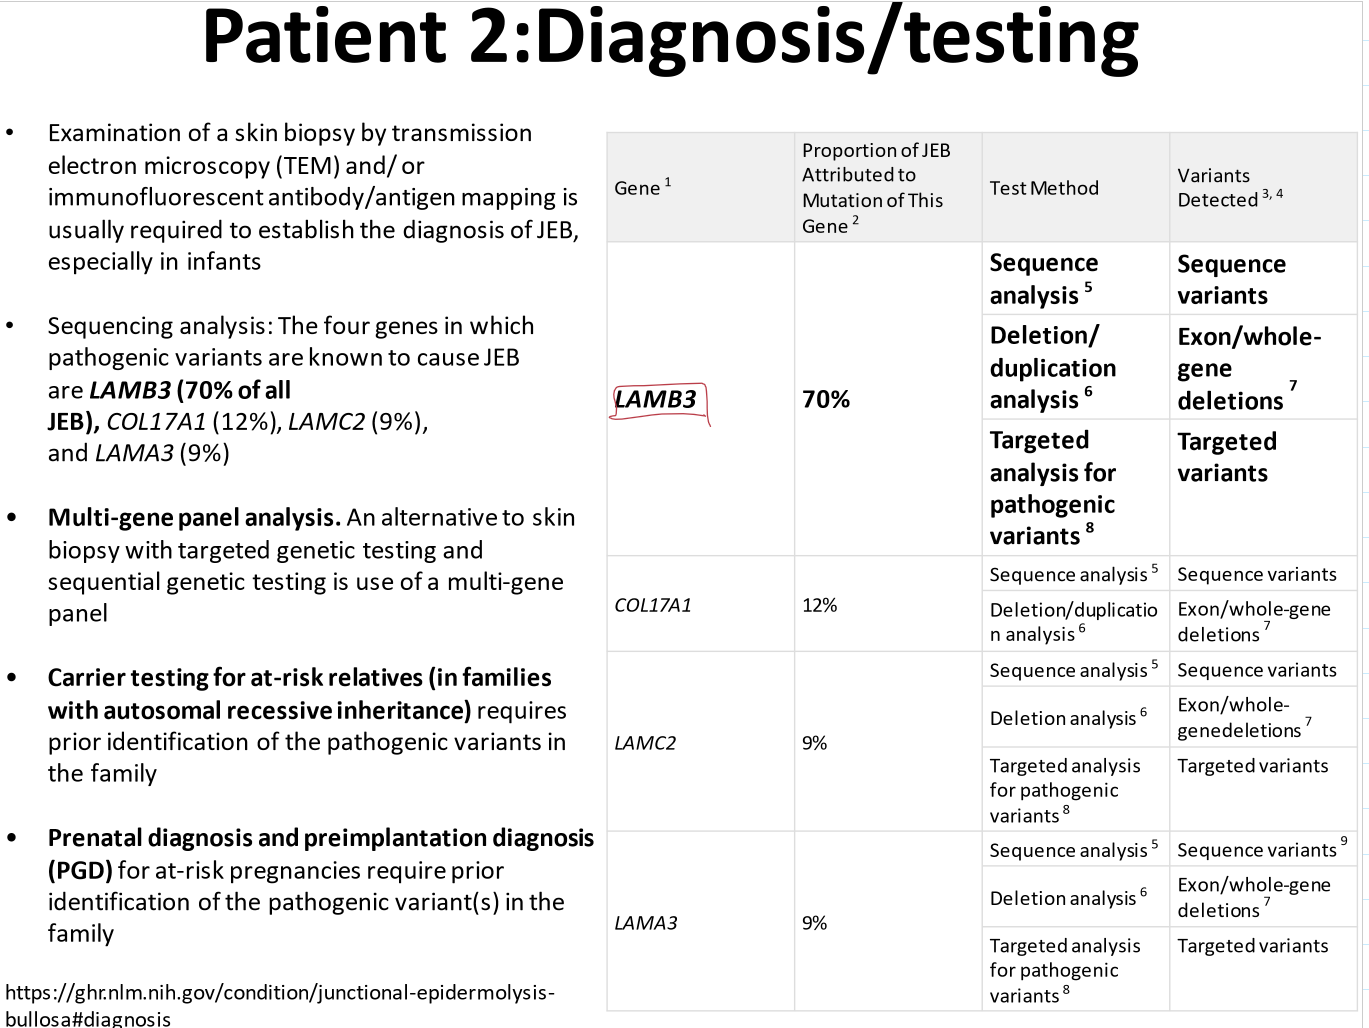 Patient 2:Diagnosis/testing
• Examination of a skin biopsy by transmission
electron microscopy (TEM) and/ or
immunofluorescent antibody/antigen mapping is
usually required to establish the diagnosis of JEB,
especially in infants
• Sequencing analysis: The four genes in which
pathogenic variants are known to cause JEB
are LAMB3 (70% of all
JEB), COL17A1 (12%), LAMC2 (9%),
and LAMA3 (9%)
• Multi-gene panel analysis. An alternative to skin
biopsy with targeted genetic testing and
sequential genetic testing is use of a multi-gene
panel
• Carrier testing for at-risk relatives (in families
with autosomal recessive inheritance) requires
prior identification of the pathogenic variants in
the family
• Prenatal diagnosis and preimplantation diagnosis
(PGD) for at-risk pregnancies require prior
identification of the pathogenic variant(s) in the
family
https://ghr.nlm.nih.gov/condition/junctional-epidermolysis-
bullosa#diagnosis
Gene 1
Proportion of JEB
Attributed to
Mutation of This
Gene 2
Test Method
Variants
Detected 3, 4
LAMB3
70%
Sequence
analysis 5
Sequence
variants
Deletion/
duplication
analysis 6
Exon/whole-
gene
deletions 7
Targeted
analysis for
pathogenic
variants 8
Targeted
variants
COL17A1
12%
Sequence analysis 5
Sequence variants
Deletion/duplicatio
n analysis 6
Exon/whole-gene
deletions 7
LAMC2
9%
Sequence analysis 5
Sequence variants
Deletion analysis 6
Exon/whole-
genedeletions 7
Targeted analysis
for pathogenic
variants 8
Targeted variants
LAMA3
9%
Sequence analysis 5
Sequence variants 9
Deletion analysis 6
Exon/whole-gene
deletions 7
Targeted analysis
for pathogenic
variants 8
Targeted variants